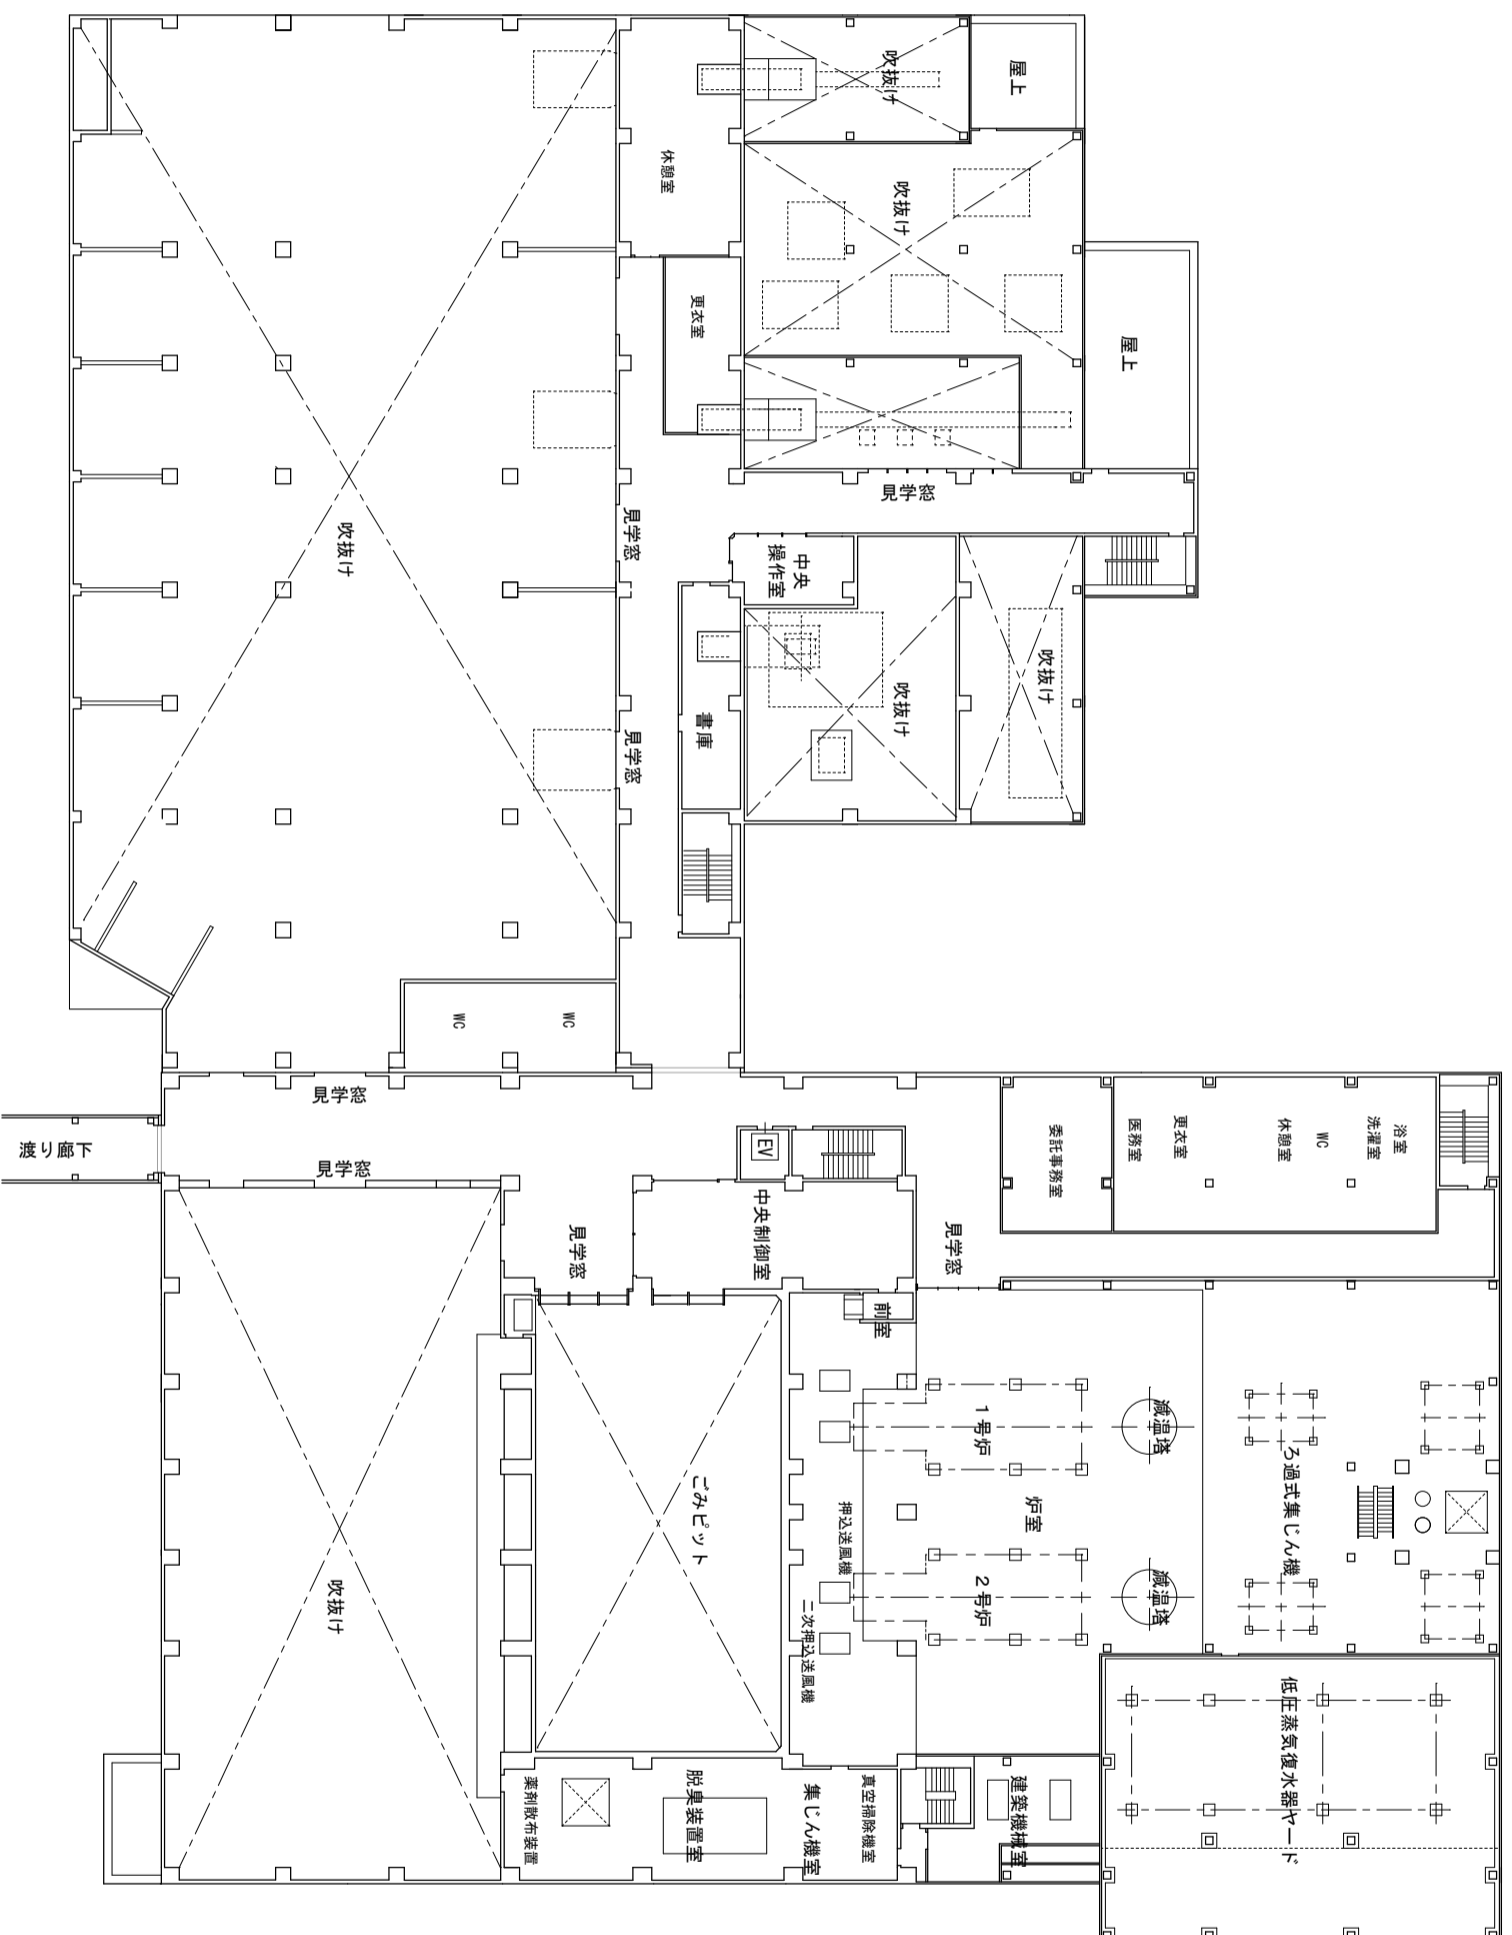 吹抜け
屋上
休憩室
吹抜け
更衣室
屋上
見学窓
見学窓
吹抜け
中央
操作室
吹抜け
吹抜け
書庫
見学窓
WC
WC
見学窓
渡り廊下
見学窓
EV
委託事務室
医務室
更衣室
休憩室
WC
洗濯室
浴室
見学窓
中央制御室
見学窓
前室
1号炉
減温塔
ろ過式集じん機
ごみピット
押込送風機
炉室
吹抜け
二次押込送風機
2号炉
減温塔
低圧蒸気復水器ヤード
薬剤散布装置
脱臭装置室
集じん機室
真空掃除機室
建築機械室